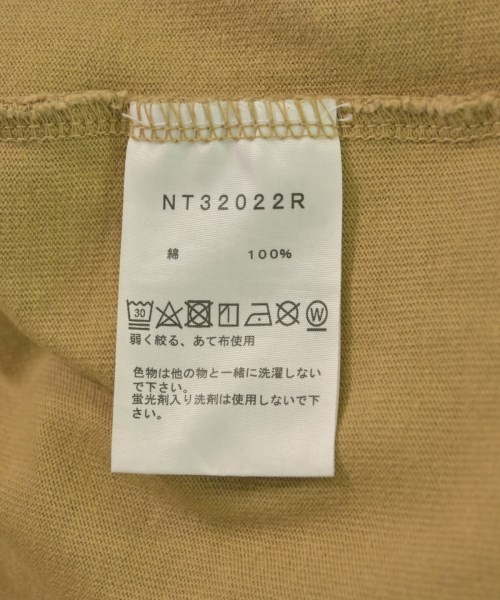 NT32022R
綿 100%
30 W
弱く絞る、あて布使用
色物は他の物と一緒に洗濯しない
で下さい。
蛍光剤入り洗剤は使用しないで下
さい。